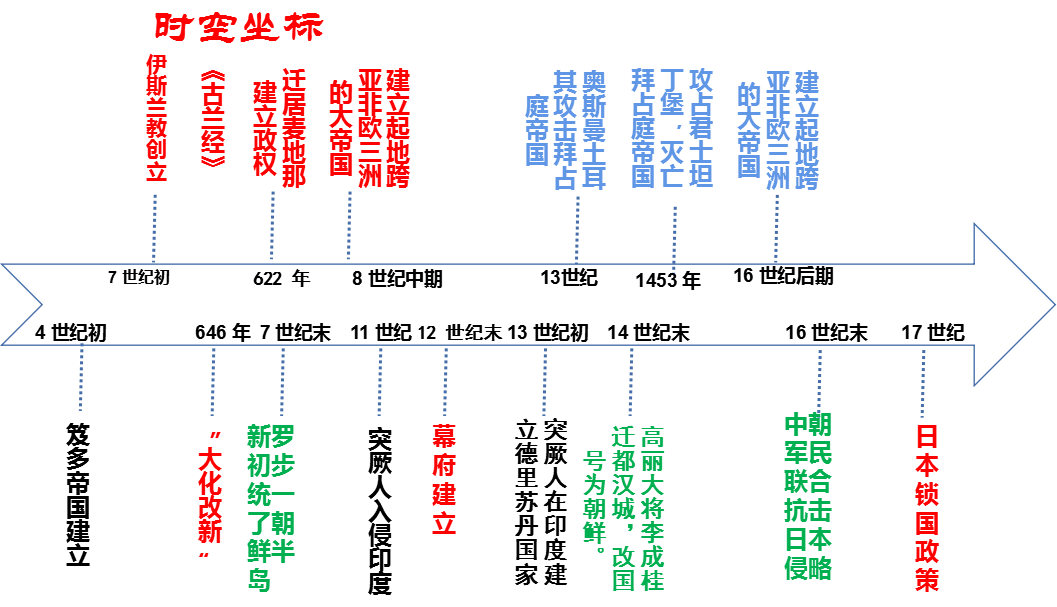 时空坐标
伊斯兰教创立
《古兰经》
迁居麦地那
建立政权
建立起地跨
亚非欧三洲
的大帝国
奥斯曼土耳
其攻击拜占
庭帝国
攻占君士坦
丁堡，灭亡
拜占庭帝国
建立起地跨
亚非欧三洲
的大帝国
7 世纪初
622 年
8 世纪中期
13世纪
1453 年
16 世纪后期
4 世纪初
646 年
7 世纪末
11 世纪
12 世纪末
13 世纪初
14 世纪末
16 世纪末
17 世纪
笈多帝国建立
“大化改新“
新罗
初步
统一
了朝
鲜半
岛
突厥人入侵印度
幕府建立
突厥人在印度建
立德里苏丹国家
高丽大将李成桂
迁都汉城，改国
号为朝鲜。
中朝
军民
联合
抗击
日本
侵略
日本锁国政策